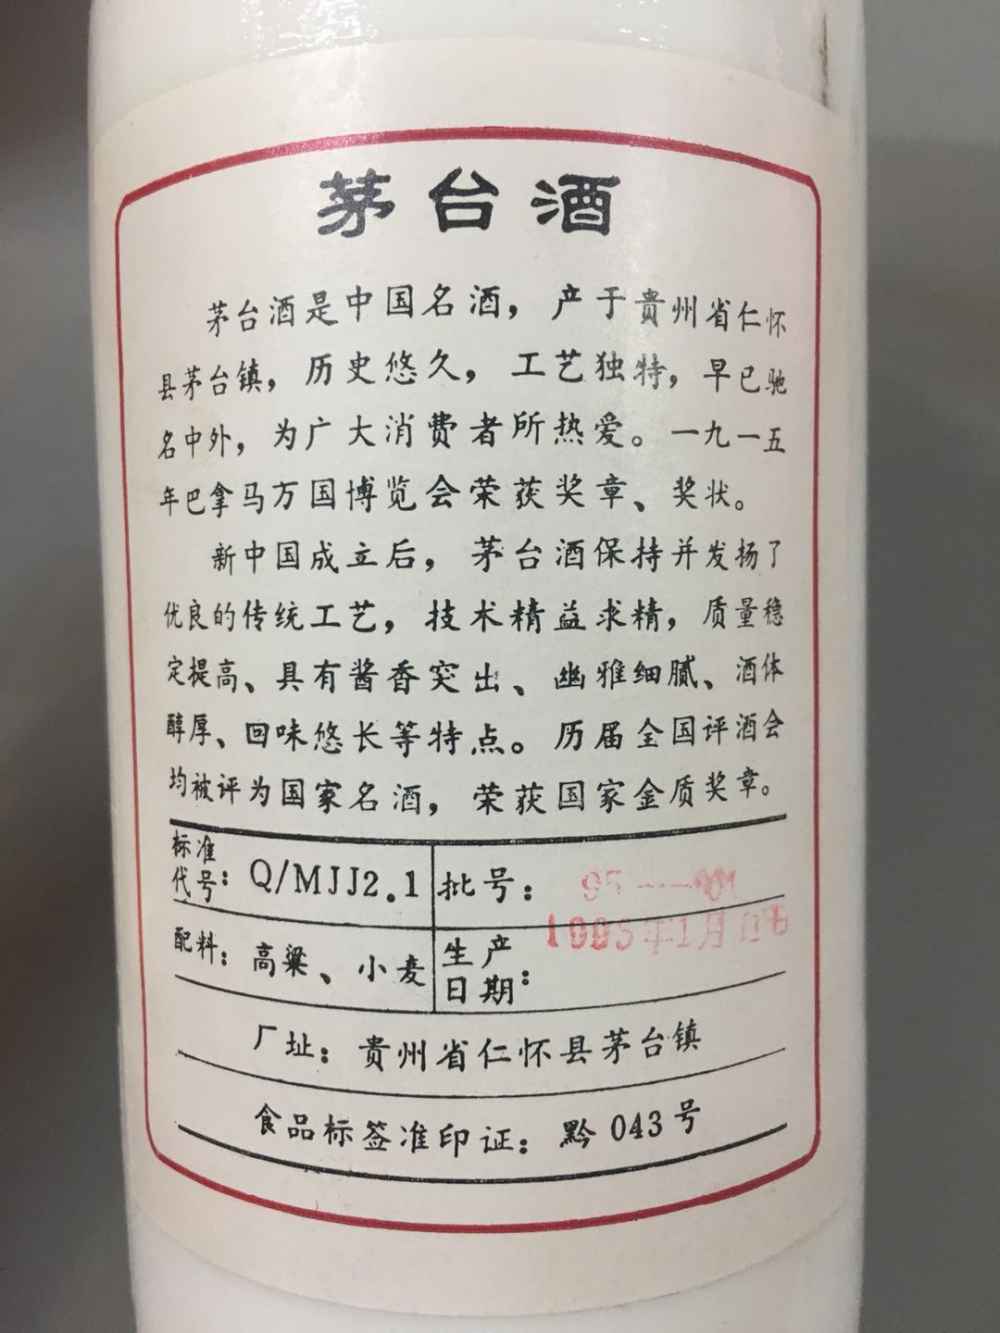 茅台酒
茅台酒是中国名酒，产于贵州省仁怀
县茅台镇，历史悠久，工艺独特，早已驰
名中外，为广大消费者所热爱。一九一五
年巴拿马万国博览会荣获奖章、奖状。
新中国成立后，茅台酒保持并发扬了
优良的传统工艺，技术精益求精，质量稳
定提高、具有酱香突出、幽雅细腻、酒体
醇厚、回味悠长等特点。历届全国评酒会
均被评为国家名酒，荣获国家金质奖章。
标准代号：Q/MJJ2.1 批号：
配料：高粱、小麦 生产日期：1995年1月
厂址：贵州省仁怀县茅台镇
食品标签准印证：黔043号